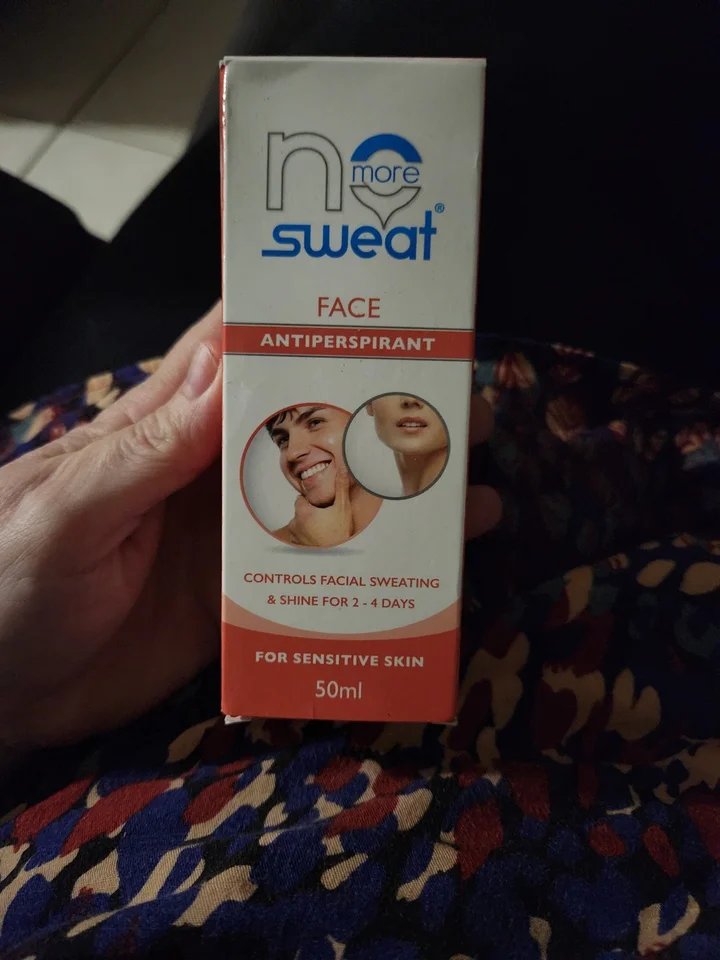 no
more
sweat®
FACE
ANTIPERSPIRANT
CONTROLS FACIAL SWEATING
& SHINE FOR 2 - 4 DAYS
FOR SENSITIVE SKIN
50ml